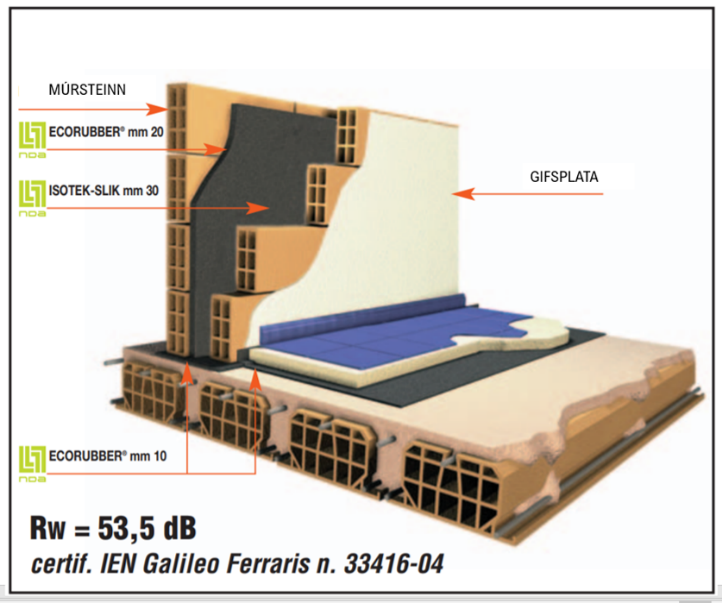 MÚRSTEINN
ECORUBBER® mm 20
noa
ISOTEK-SLIK mm 30
noa
GIFSPLATA
ECORUBBER® mm 10
noa
Rw = 53,5 dB
certif. IEN Galileo Ferraris n. 33416-04